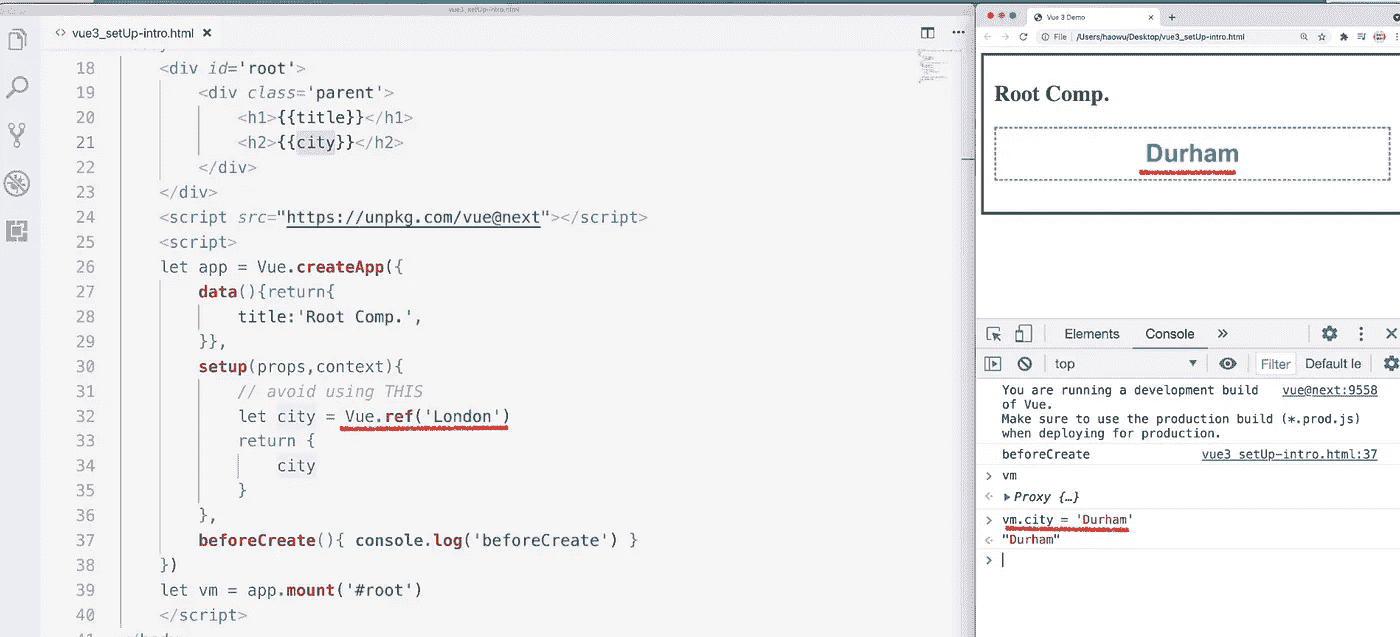 vue3_setUp-intro.html
<> vue3_setUp-intro.html ×
18 <div id='root'>
19 <div class='parent'>
20 <h1>{{title}}</h1>
21 <h2>{{city}}</h2>
22 </div>
23 </div>
24 <script src="https://unpkg.com/vue@next"></script>
25 <script>
26 let app = Vue.createApp({
27 data(){return{
28 title:'Root Comp.',
29 }},
30 setup(props,context){
31 // avoid using THIS
32 let city = Vue.ref('London')
33 return {
34 city
35 }
36 },
37 beforeCreate(){ console.log('beforeCreate') }
38 })
39 let vm = app.mount('#root')
40 </script>
Vue 3 Demo
File /Users/haowu/Desktop/vue3_setUp-intro.html
Root Comp.
Durham
Elements Console »
top Filter Default le
You are running a development build vue@next:9558
of Vue.
Make sure to use the production build (*.prod.js)
when deploying for production.
beforeCreate vue3_setUp-intro.html:37
> vm
Proxy {…}
> vm.city = 'Durham'
"Durham"
>